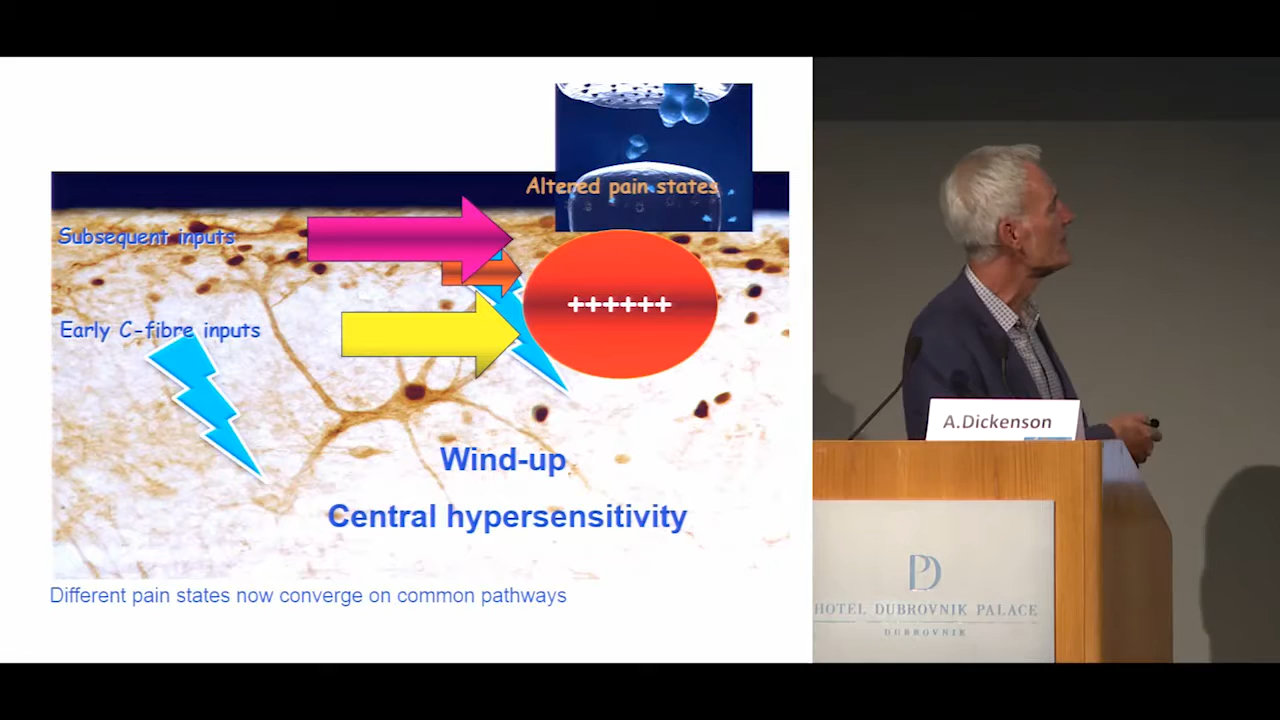 Altered pain states
Subsequent inputs
++++++
Early C-fibre inputs
Wind-up
Central hypersensitivity
Different pain states now converge on common pathways
A.Dickenson
PD
HOTEL DUBROVNIK PALACE
DUBROVNIK